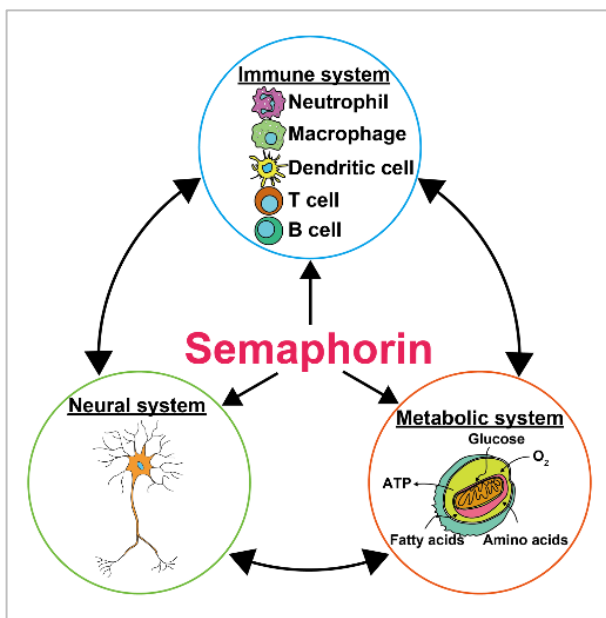 Immune system
Neutrophil
Macrophage
Dendritic cell
T cell
B cell
Semaphorin
Neural system
Metabolic system
Glucose
O₂
ATP
Fatty acids
Amino acids